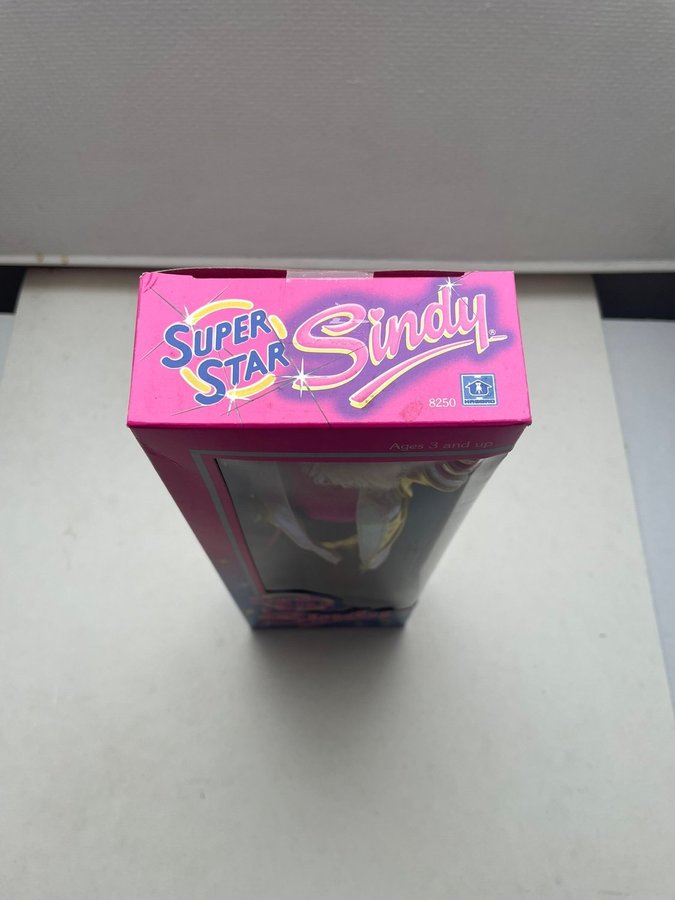 SUPER
STAR
Sindy®
8250
HASBRO
Ages 3 and up